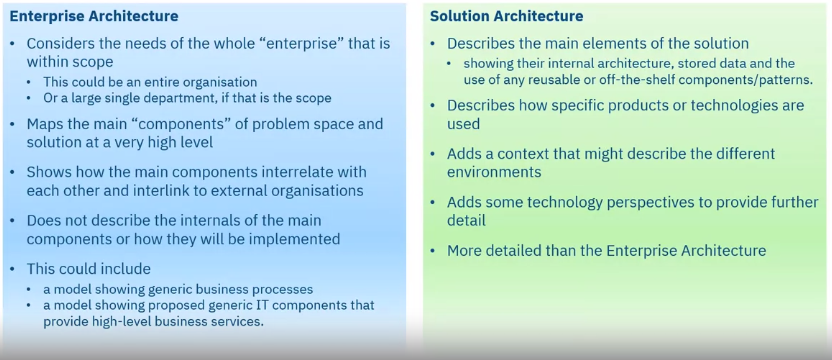 Enterprise Architecture
• Considers the needs of the whole “enterprise” that is
within scope
• This could be an entire organisation
• Or a large single department, if that is the scope
• Maps the main “components” of problem space and
solution at a very high level
• Shows how the main components interrelate with
each other and interlink to external organisations
• Does not describe the internals of the main
components or how they will be implemented
• This could include
• a model showing generic business processes
• a model showing proposed generic IT components that
provide high-level business services.
Solution Architecture
• Describes the main elements of the solution
• showing their internal architecture, stored data and the
use of any reusable or off-the-shelf components/patterns.
• Describes how specific products or technologies are
used
• Adds a context that might describe the different
environments
• Adds some technology perspectives to provide further
detail
• More detailed than the Enterprise Architecture